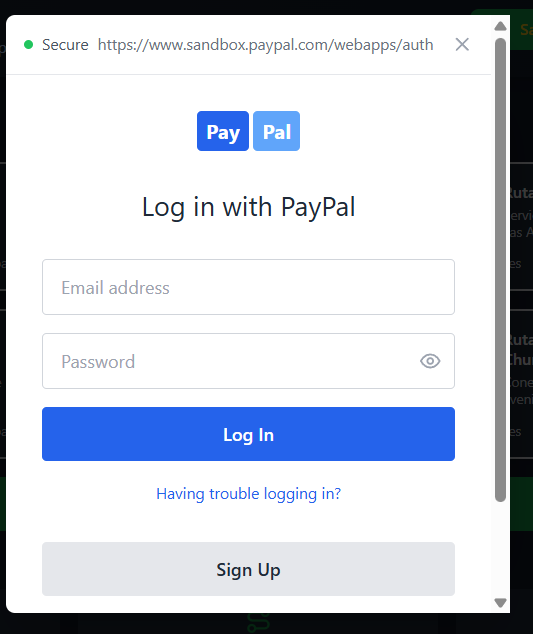 Secure https://www.sandbox.paypal.com/webapps/auth
Pay Pal
Log in with PayPal
Email address
Password
Log In
Having trouble logging in?
Sign Up